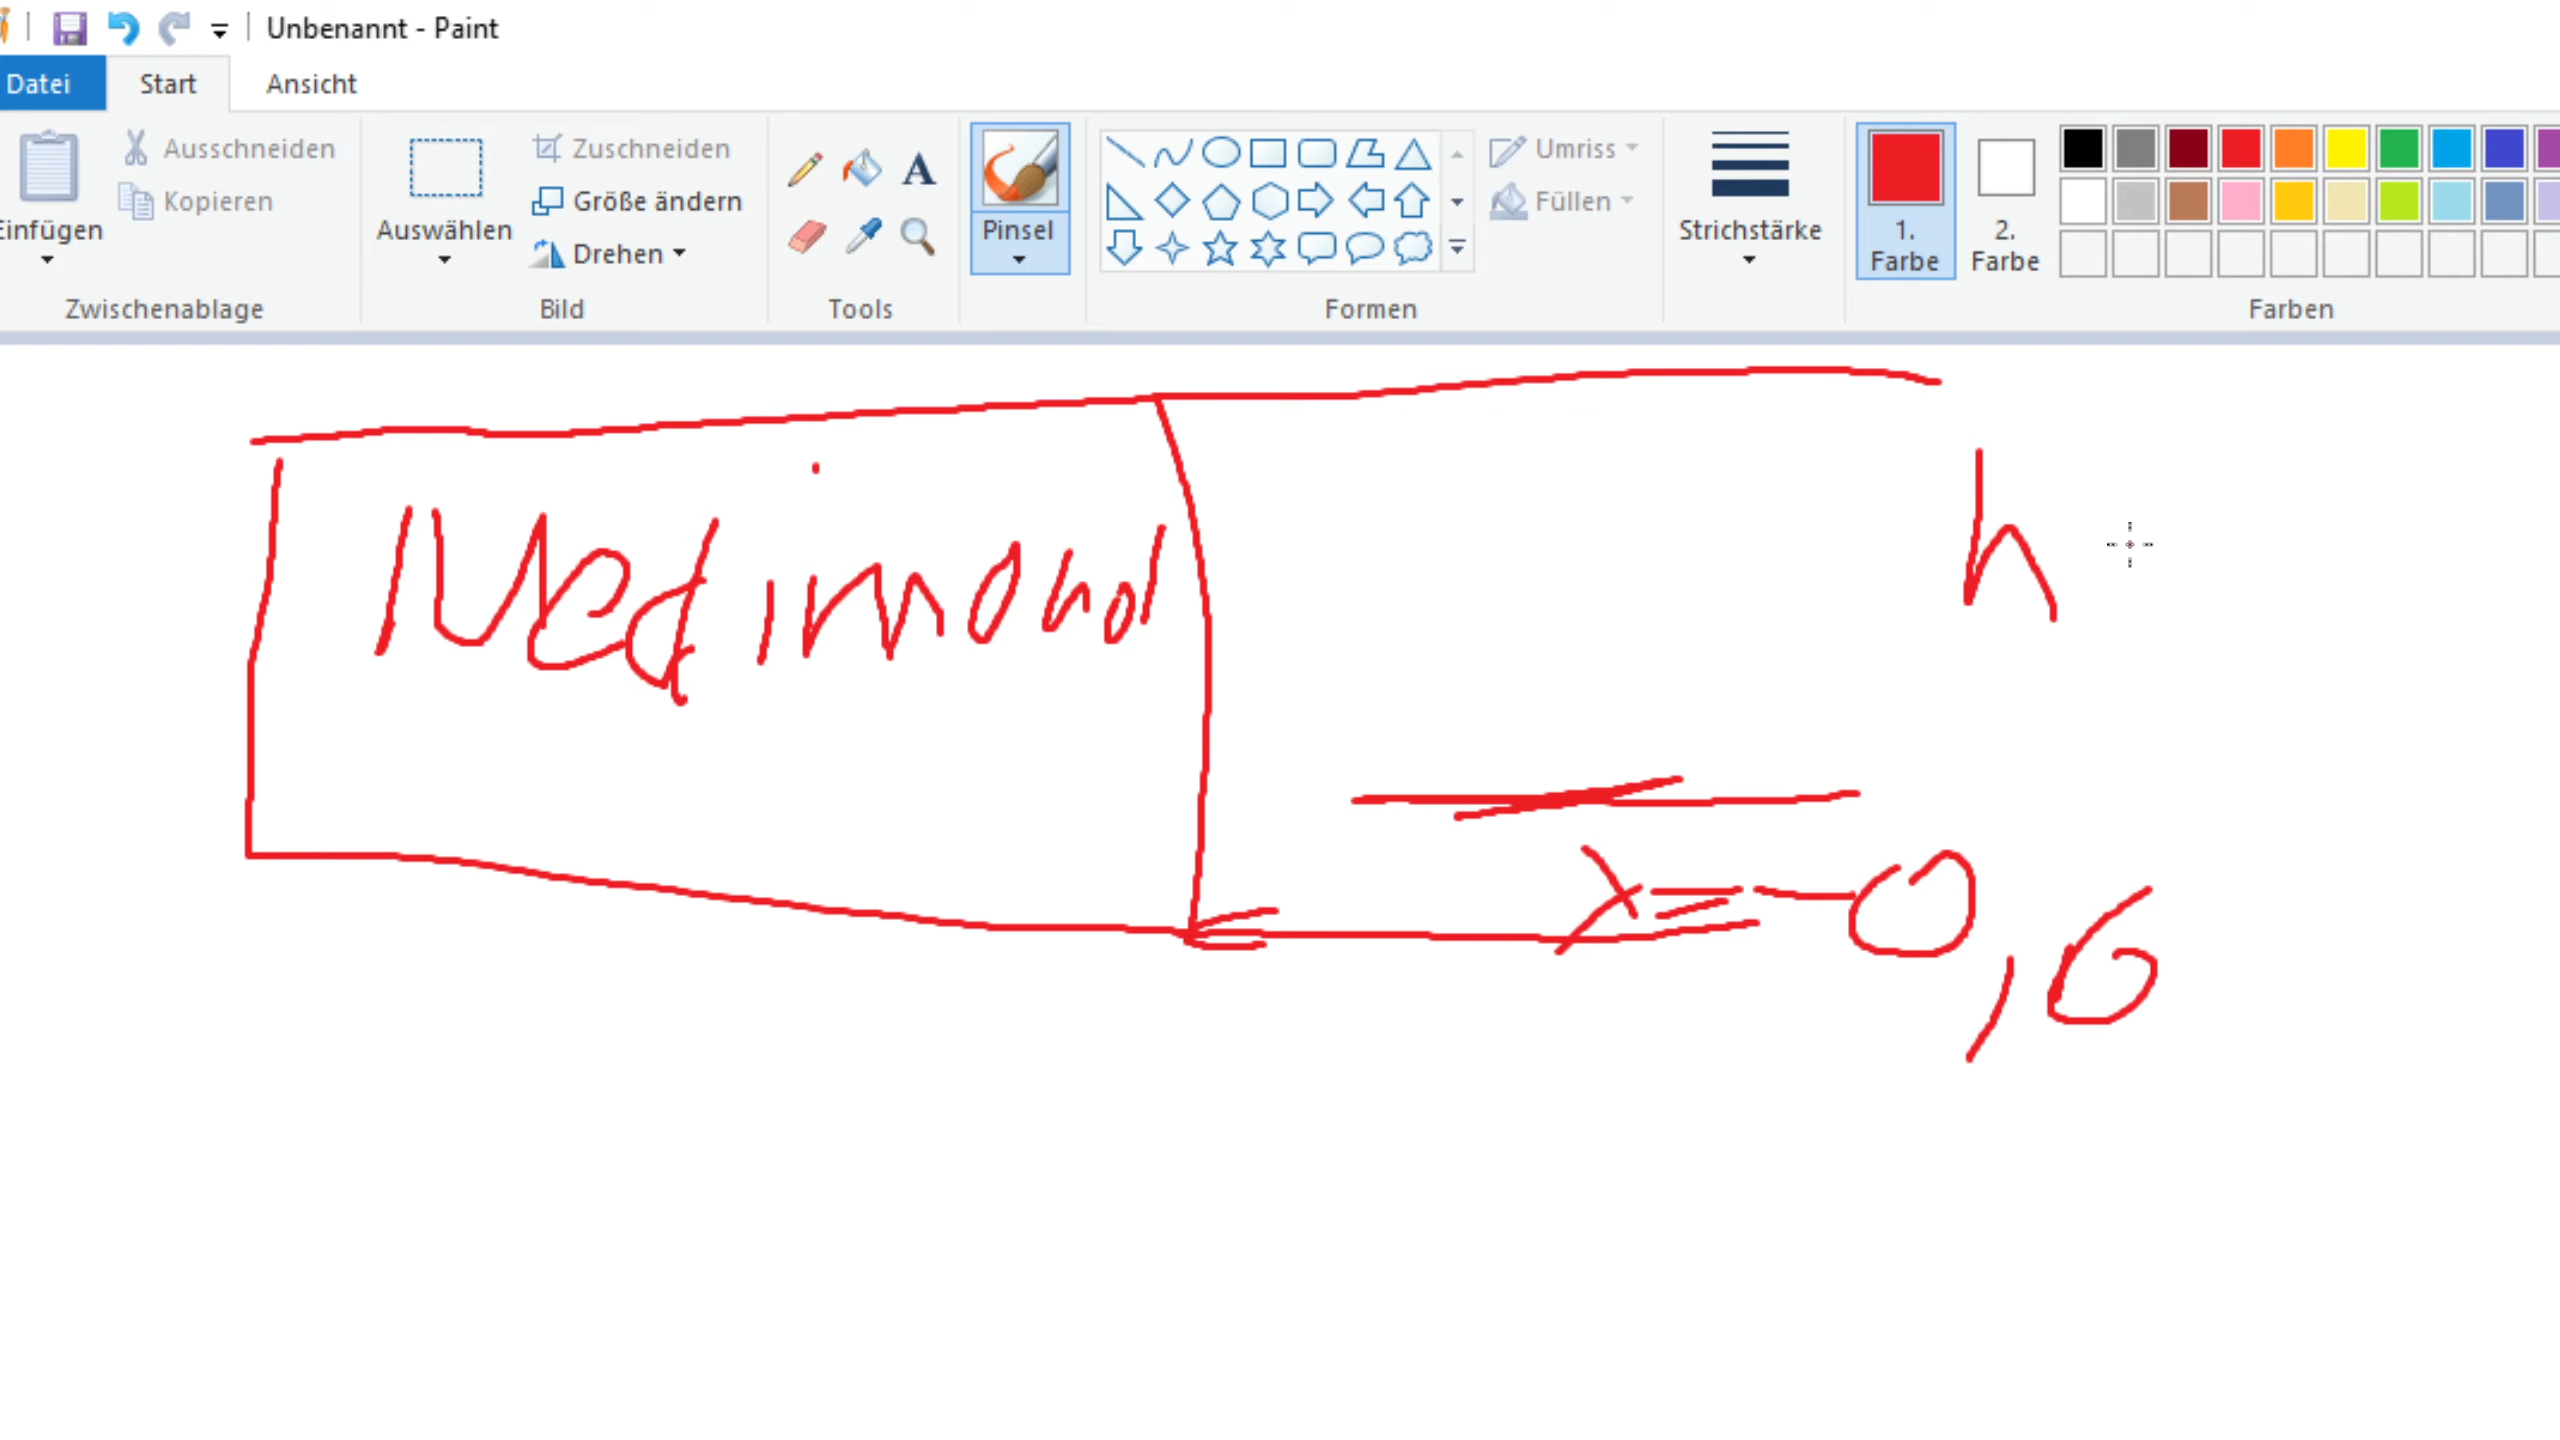 Unbenannt - Paint
Datei Start Ansicht
Einfügen
Ausschneiden
Kopieren
Zwischenablage
Auswählen
Zuschneiden
Größe ändern
Drehen
Bild
A
Tools
Pinsel
Umriss
Füllen
Formen
Strichstärke
1. Farbe
2. Farbe
Farben
h
x = -0,6